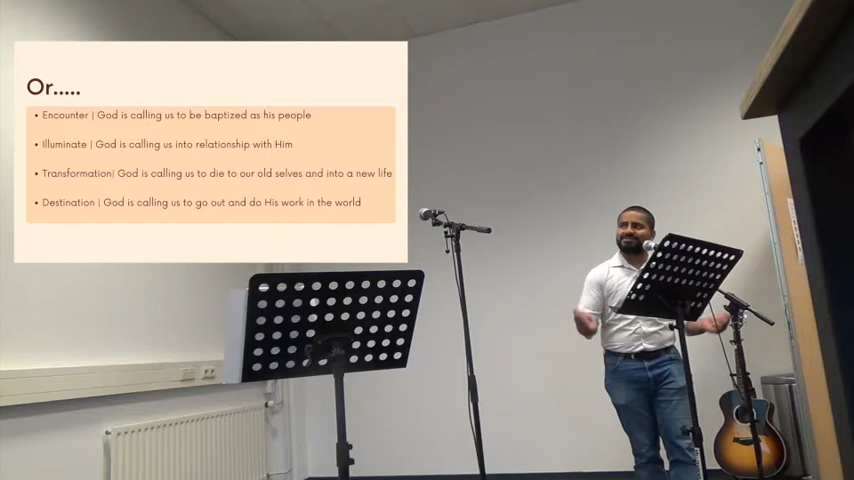 Or.....
• Encounter | God is calling us to be baptized as his people
• Illuminate | God is calling us into relationship with Him
• Transformation| God is calling us to die to our old selves and into a new life
• Destination | God is calling us to go out and do His work in the world